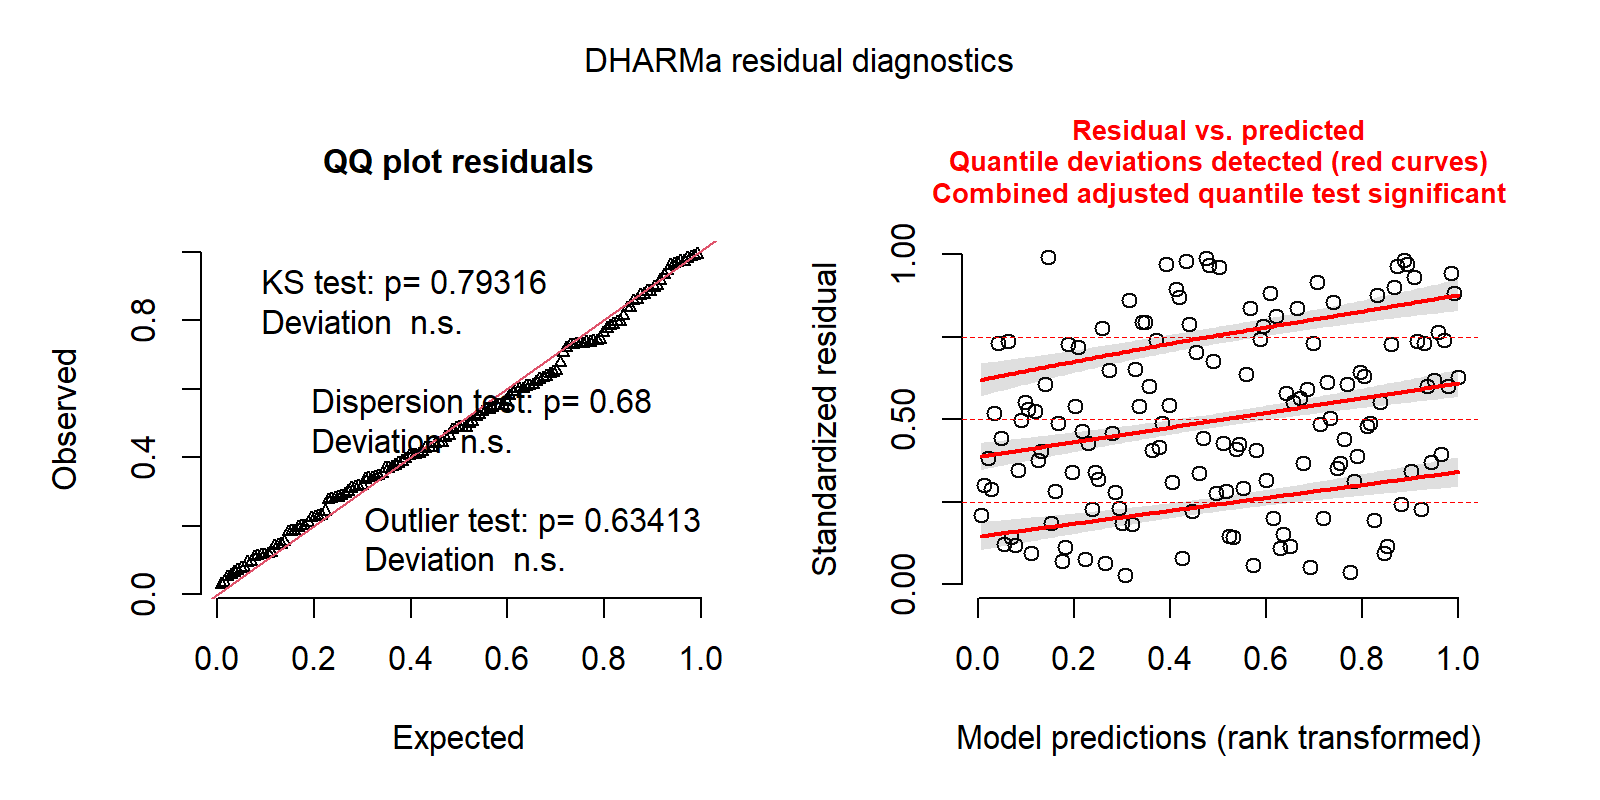 DHARMa residual diagnostics
QQ plot residuals
KS test: p= 0.79316
Deviation  n.s.
Dispersion test: p= 0.68
Deviation  n.s.
Outlier test: p= 0.63413
Deviation  n.s.
Observed
0.0 0.4 0.8
0.0 0.2 0.4 0.6 0.8 1.0
Expected
Residual vs. predicted
Quantile deviations detected (red curves)
Combined adjusted quantile test significant
Standardized residual
0.00 0.50 1.00
0.0 0.2 0.4 0.6 0.8 1.0
Model predictions (rank transformed)